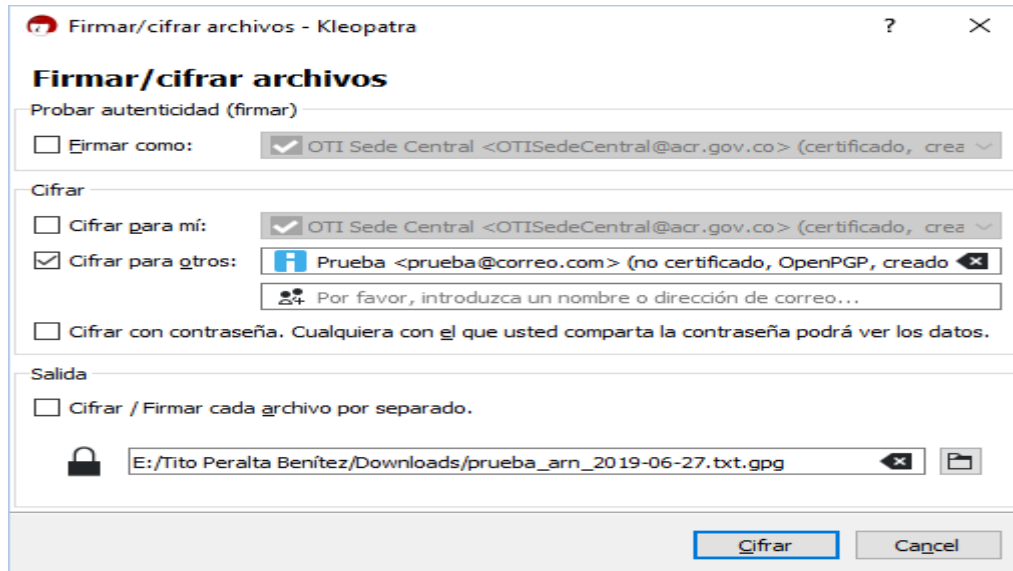 Firmar/cifrar archivos - Kleopatra ?
Firmar/cifrar archivos
Probar autenticidad (firmar)
Firmar como: OTI Sede Central <OTISedeCentral@acr.gov.co> (certificado, crea
Cifrar
Cifrar para mí: OTI Sede Central <OTISedeCentral@acr.gov.co> (certificado, crea
Cifrar para otros: Prueba <prueba@correo.com> (no certificado, OpenPGP, creado
Por favor, introduzca un nombre o dirección de correo...
Cifrar con contraseña. Cualquiera con el que usted comparta la contraseña podrá ver los datos.
Salida
Cifrar / Firmar cada archivo por separado.
E:/Tito Peralta Benítez/Downloads/prueba_arn_2019-06-27.txt.gpg
Cifrar Cancel